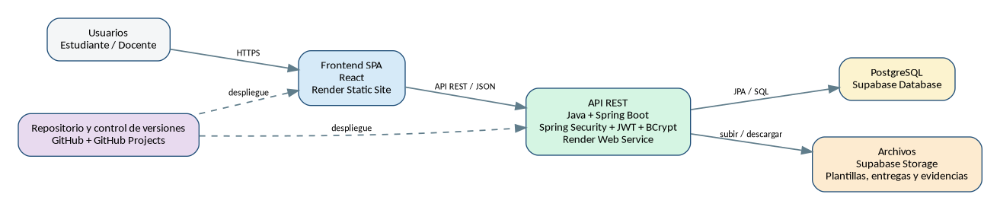 Usuarios
Estudiante / Docente
HTTPS
Frontend SPA
React
Render Static Site
despliegue
Repositorio y control de versiones
GitHub + GitHub Projects
despliegue
API REST / JSON
API REST
Java + Spring Boot
Spring Security + JWT + BCrypt
Render Web Service
JPA / SQL
PostgreSQL
Supabase Database
subir / descargar
Archivos
Supabase Storage
Plantillas, entregas y evidencias